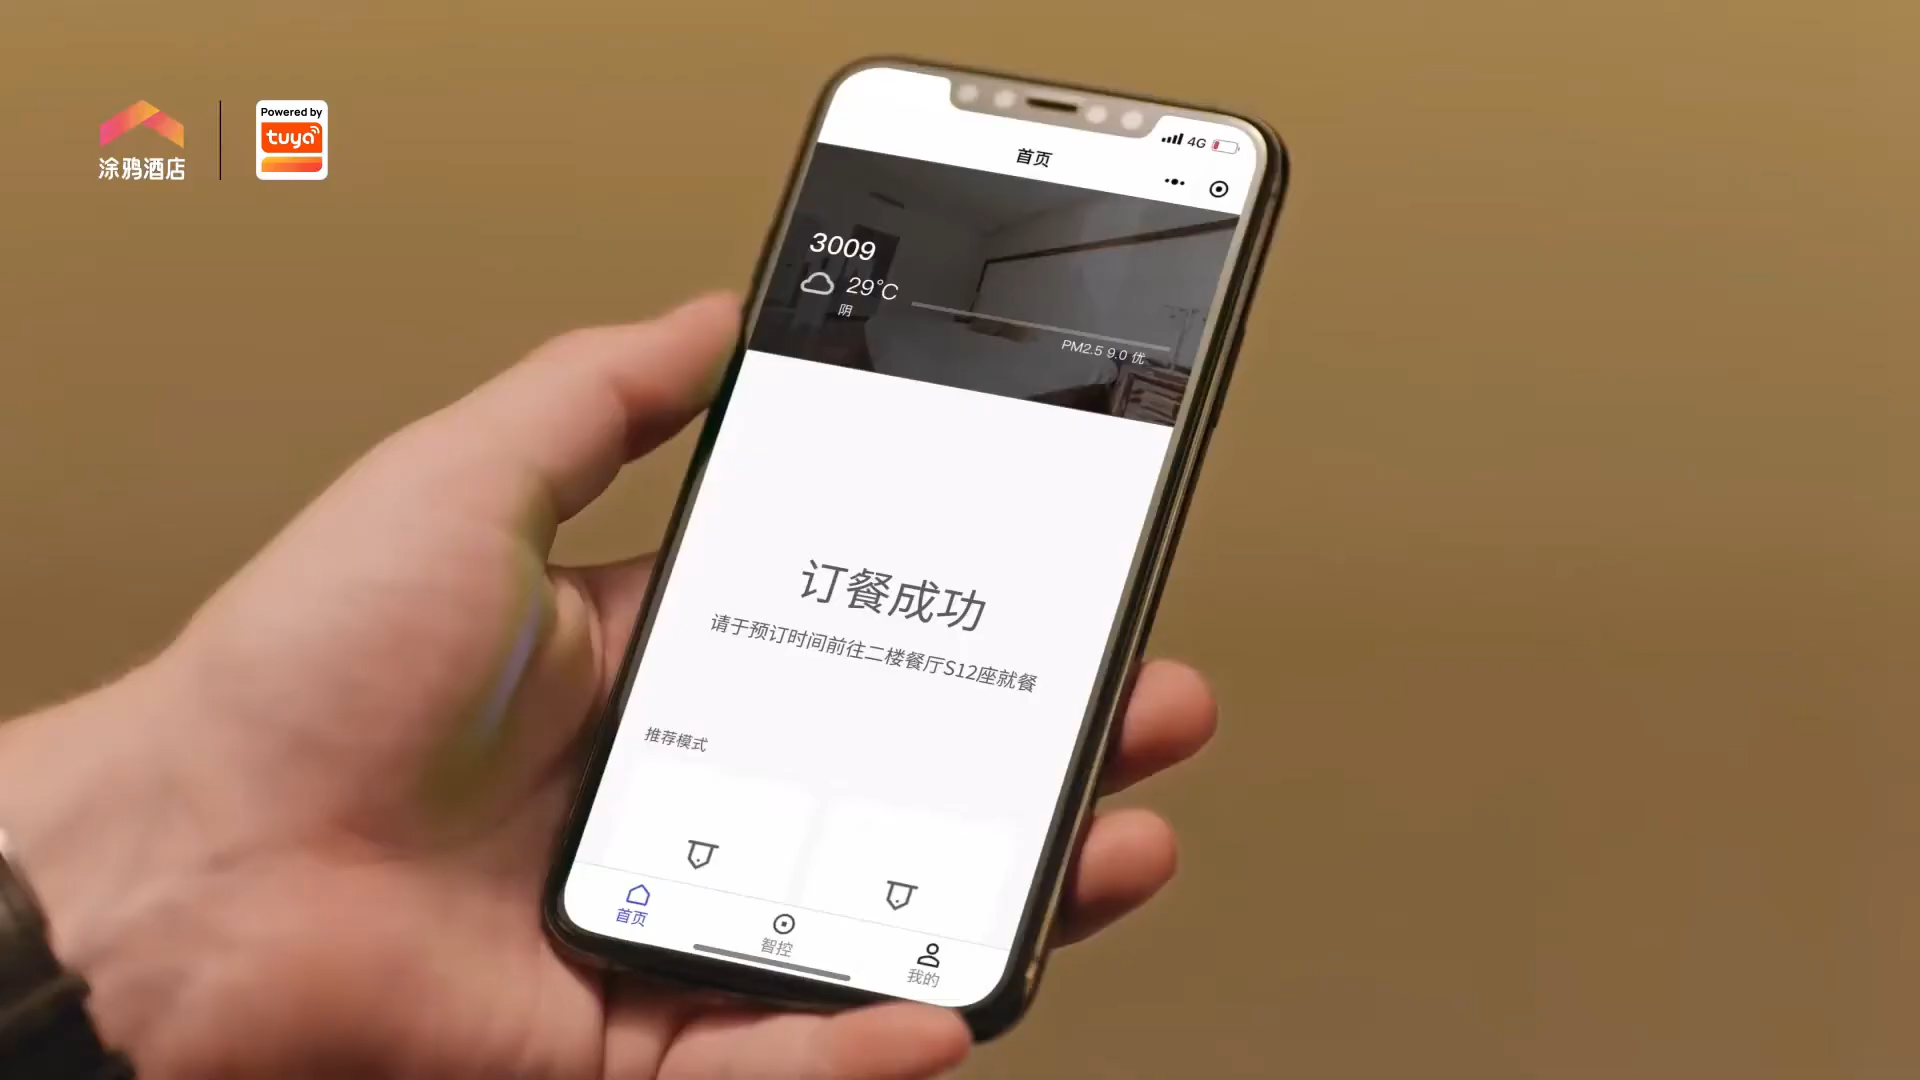 涂鸦酒店
Powered by
tuya
4G
首页
3009
29°C
阴
PM2.5 9.0 优
订餐成功
请于预订时间前往二楼餐厅S12座就餐
推荐模式
首页
智控
我的